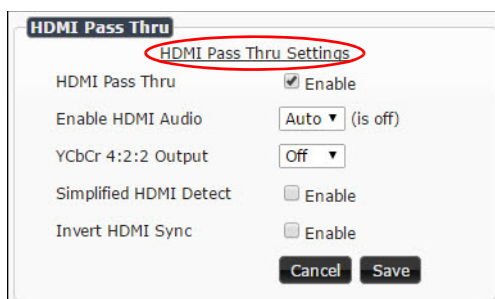 HDMI Pass Thru
HDMI Pass Thru Settings
HDMI Pass Thru Enable
Enable HDMI Audio Auto (is off)
YCbCr 4:2:2 Output Off
Simplified HDMI Detect Enable
Invert HDMI Sync Enable
Cancel Save